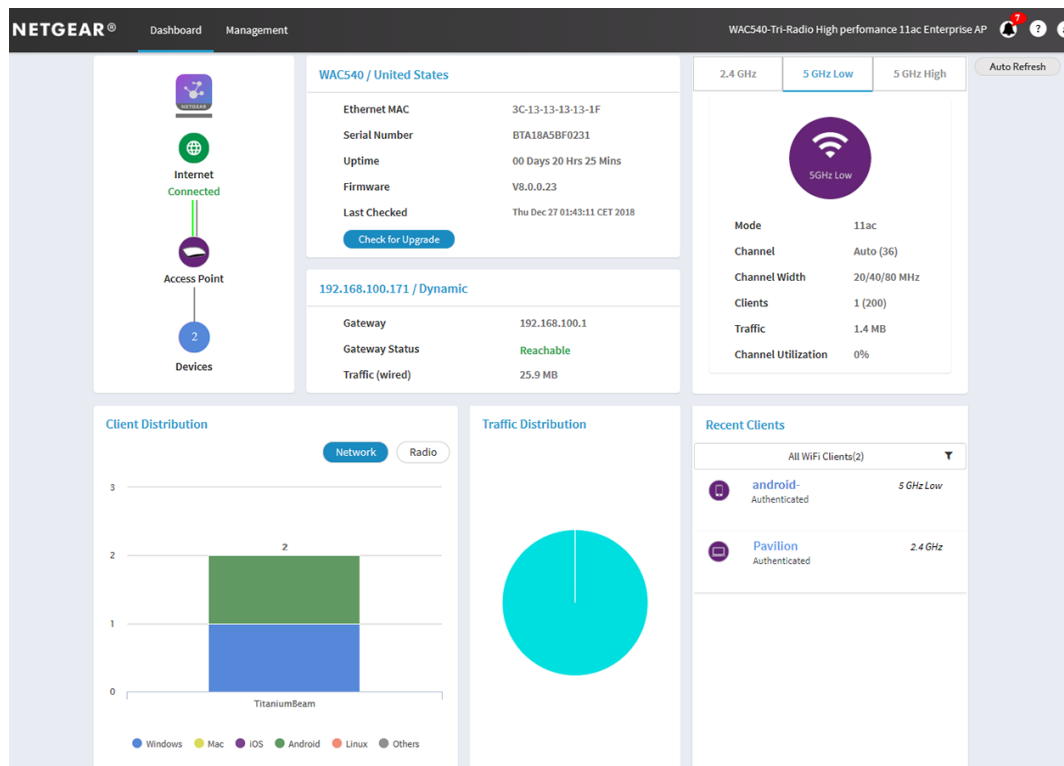 NETGEAR® Dashboard Management WAC540-Tri-Radio High perfomance 11ac Enterprise AP 7 ?
Auto Refresh
NETGEAR
Internet
Connected
Access Point
2
Devices
WAC540 / United States
Ethernet MAC 3C-13-13-13-13-1F
Serial Number BTA18A5BF0231
Uptime 00 Days 20 Hrs 25 Mins
Firmware V8.0.0.23
Last Checked Thu Dec 27 01:43:11 CET 2018
Check for Upgrade
192.168.100.171 / Dynamic
Gateway 192.168.100.1
Gateway Status Reachable
Traffic (wired) 25.9 MB
2.4 GHz 5 GHz Low 5 GHz High
5GHz Low
Mode 11ac
Channel Auto (36)
Channel Width 20/40/80 MHz
Clients 1 (200)
Traffic 1.4 MB
Channel Utilization 0%
Client Distribution
Network Radio
3
2 2
1
0
TitaniumBeam
Windows Mac iOS Android Linux Others
Traffic Distribution
Recent Clients
All WiFi Clients(2)
android- 5 GHz Low
Authenticated
Pavilion 2.4 GHz
Authenticated